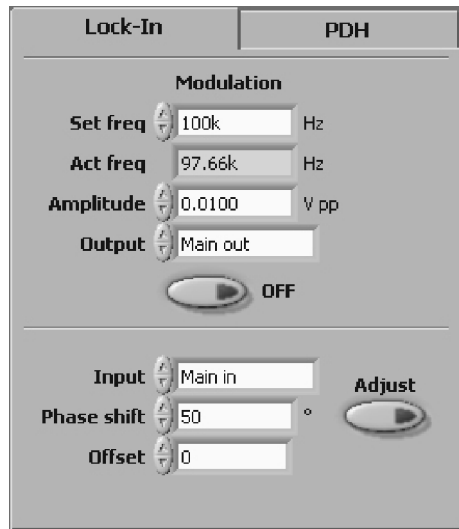 Lock-In PDH
Modulation
Set freq 100k Hz
Act freq 97.66k Hz
Amplitude 0.0100 V pp
Output Main out
OFF
Input Main in
Adjust
Phase shift 50 °
Offset 0